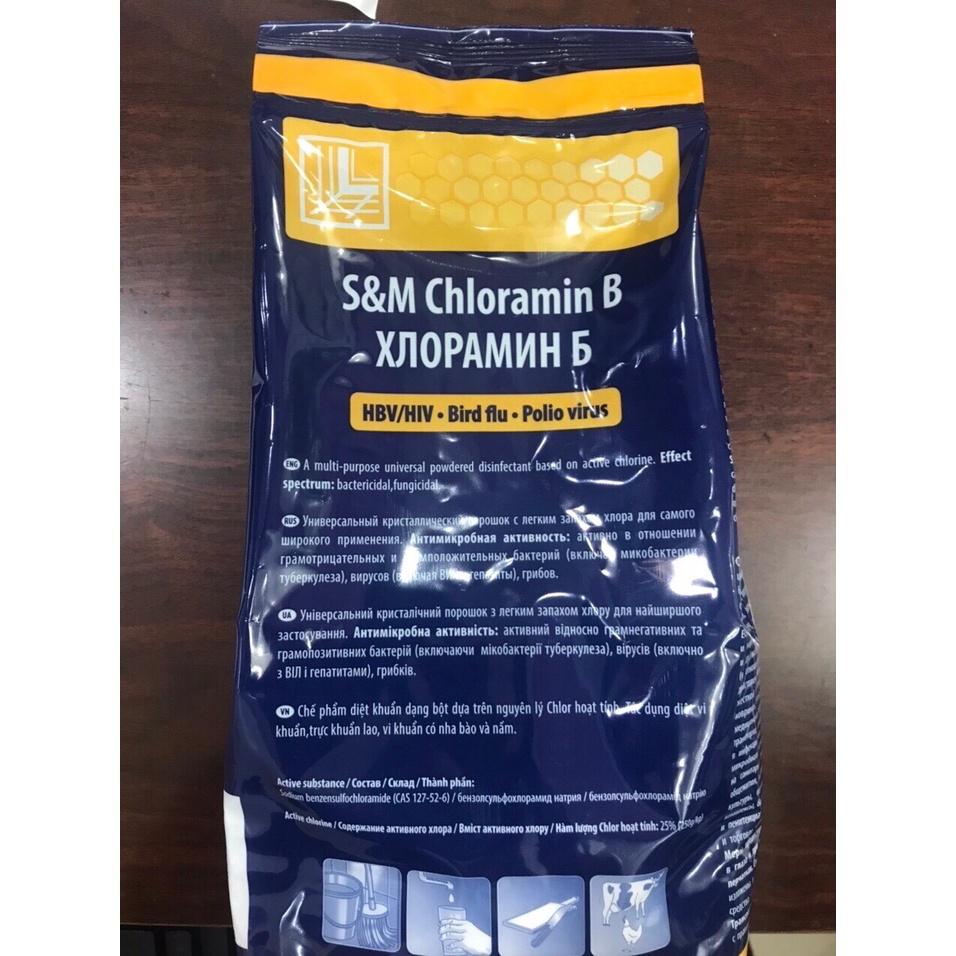 S&M Chloramin B
ХЛОРАМИН Б
HBV/HIV • Bird flu • Polio virus
ENG A multi-purpose universal powdered disinfectant based on active chlorine. Effect
spectrum: bactericidal,fungicidal.
RUS Универсальный кристаллический порошок с легким запахом хлора для самого
широкого применения. Антимикробная активность: активно в отношении
грамотрицательных и бактерий (включая микобактерии
туберкулеза), вирусов (включая грибов.
UA Універсальний кристалічний порошок з легким запахом хлору для найширшого
застосування. Антимікробна активність: активний відносно грамнегативних та
грамопозитивних бактерій (включаючи мікобактерії туберкулеза), вірусів (включно
з ВІЛ і гепатитами), грибків.
VN Chế phẩm diệt khuẩn dạng bột dựa trên nguyên lý Chlor hoạt tính. Tác dụng diệt vi
khuẩn,trực khuẩn lao, vi khuẩn có nha bào và nấm.
Active substance / Состав / Склад / Thành phần:
Sodium benzensulfochloramide (CAS 127-52-6) / бензолсульфохлорамид натрия / бензолсульфохлорамід натрію
Active chlorine / Содержание активного хлора / Вміст активного хлору / Hàm lượng Chlor hoạt tính: 25% (250g/kg)